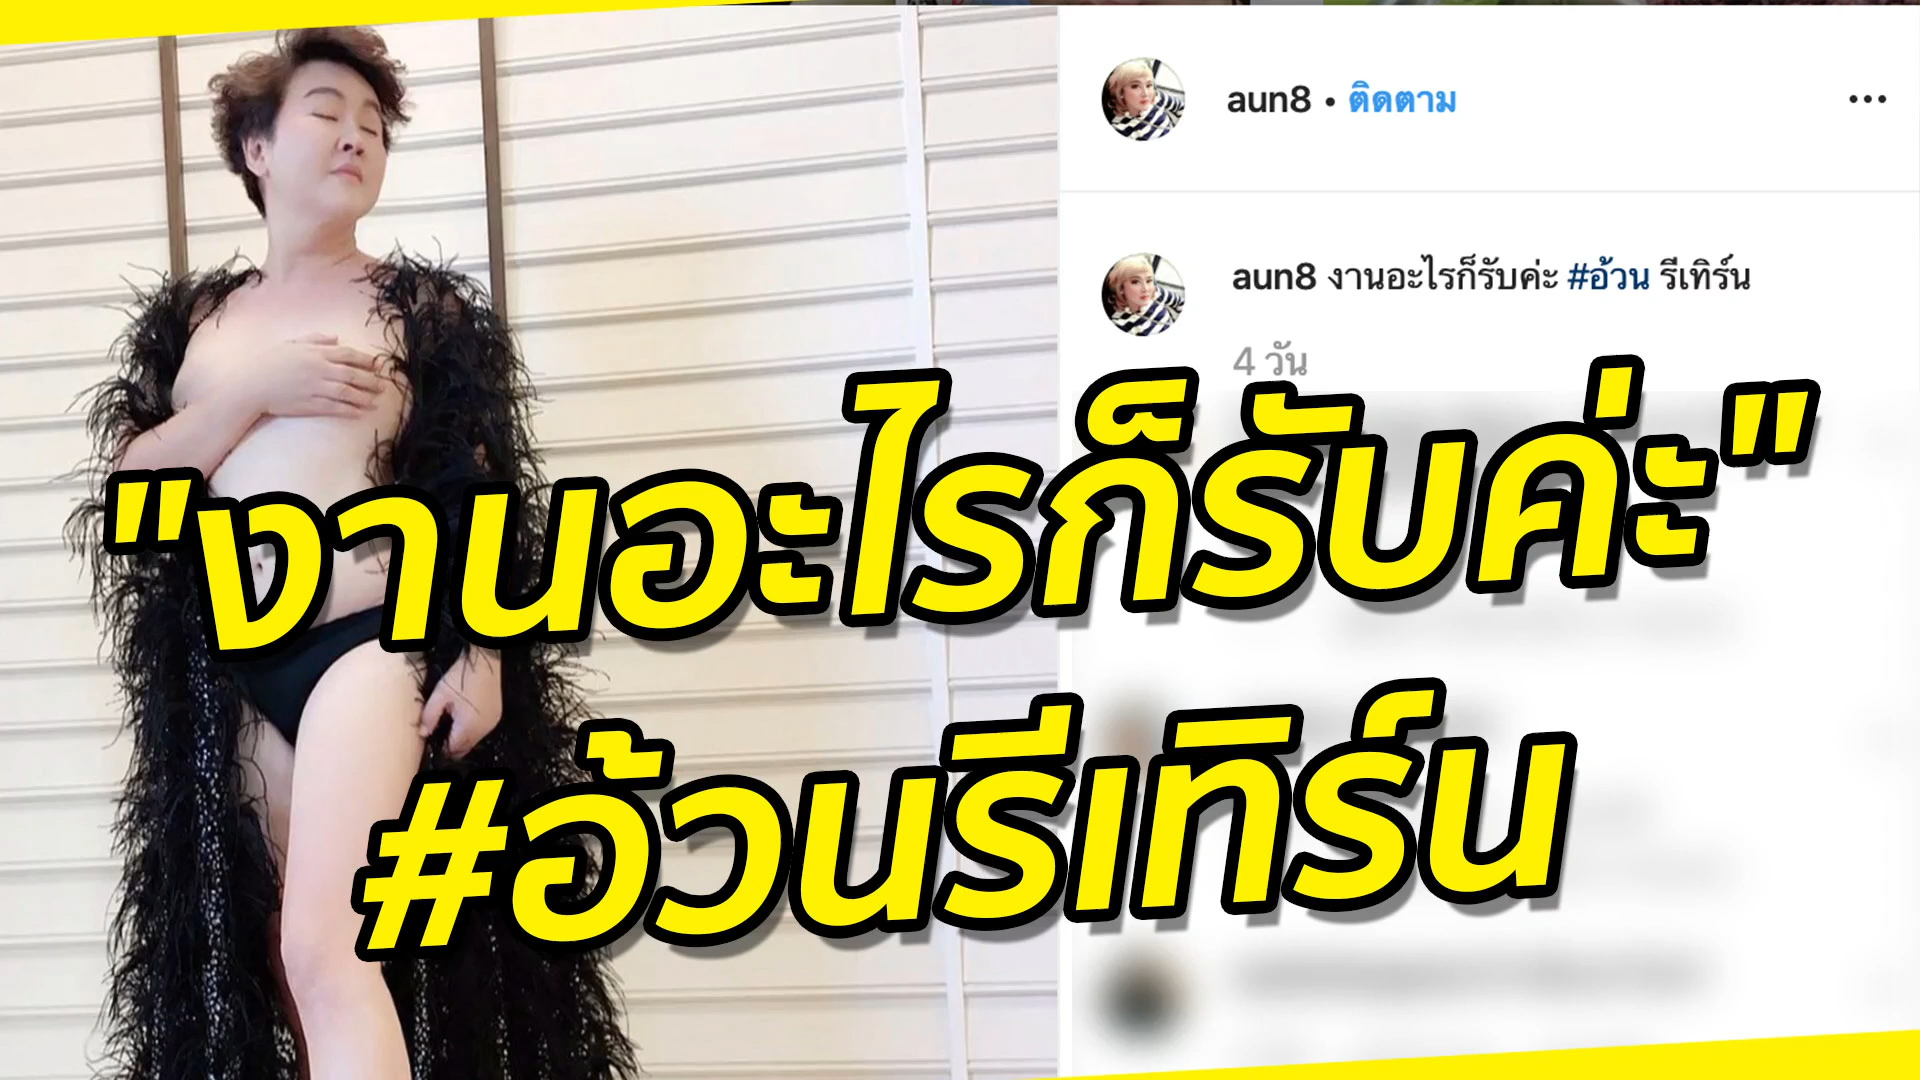 aun8 • ติดตาม
aun8 งานอะไรก็รับค่ะ #อ้วน รีเทิร์น
4 วัน
"งานอะไรก็รับค่ะ"
#อ้วนรีเทิร์น